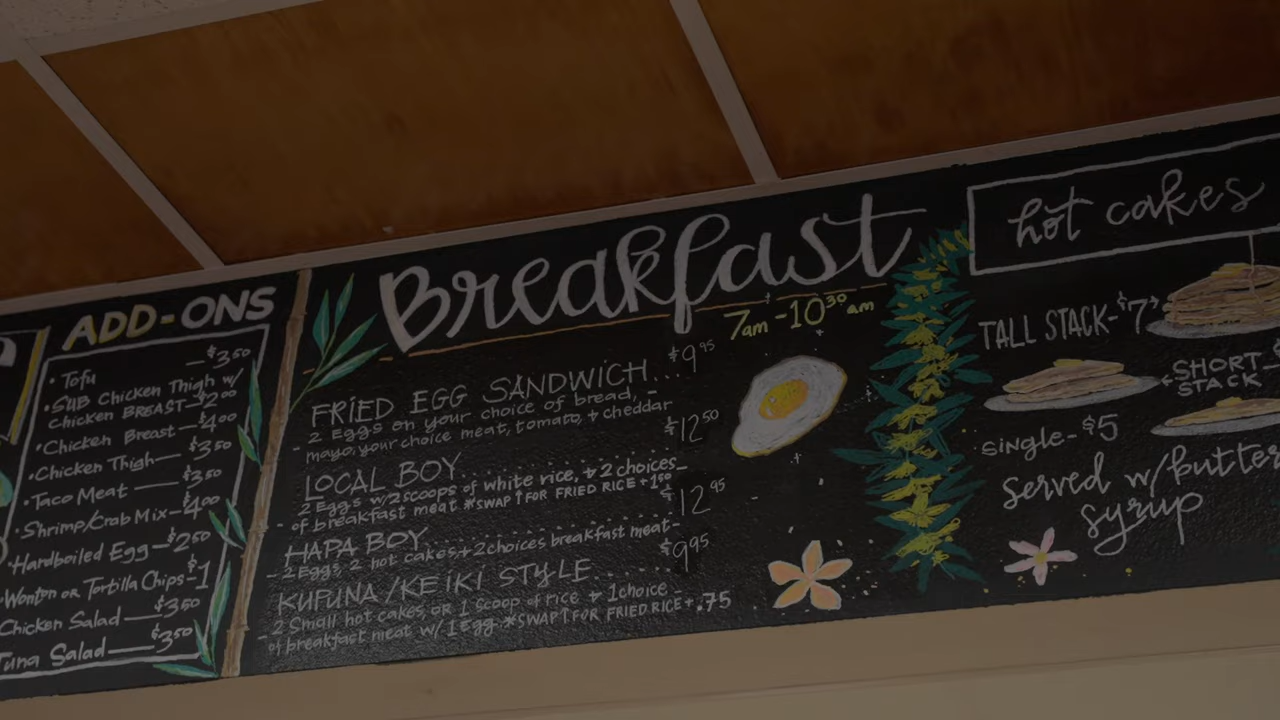 ADD-ONS
• Tofu —$3.50
• SUB Chicken Thigh w/
chicken BREAST—$2.00
• Chicken Breast—$4.00
• Chicken Thigh—$3.50
• Taco Meat —$3.50
• Shrimp/Crab Mix—$4.00
• Hardboiled Egg—$2.50
• Wonton or Tortilla Chips—$1
Chicken Salad —$3.50
Tuna Salad —$3.50
Breakfast
7am - 10:30 am
FRIED EGG SANDWICH... $9.95
2 Eggs on your choice of bread, -
mayo, your choice meat, tomato, + cheddar
LOCAL BOY... $12.50
2 Eggs w/ 2 scoops of white rice, + 2 choices
- of breakfast meat *SWAP ↑ FOR FRIED RICE + 1.50
HAPA BOY... $12.95
- 2 Eggs, 2 hot cakes, + 2 choices breakfast meat-
KUPUNA/KEIKI STYLE... $9.95
- 2 Small hot cakes or 1 scoop of rice + 1 choice -
of breakfast meat w/ 1 Egg. *SWAP ↑ FOR FRIED RICE + .75
hot cakes
TALL STACK-$7
SHORT
STACK
Single- $5
Served w/ butter
syrup